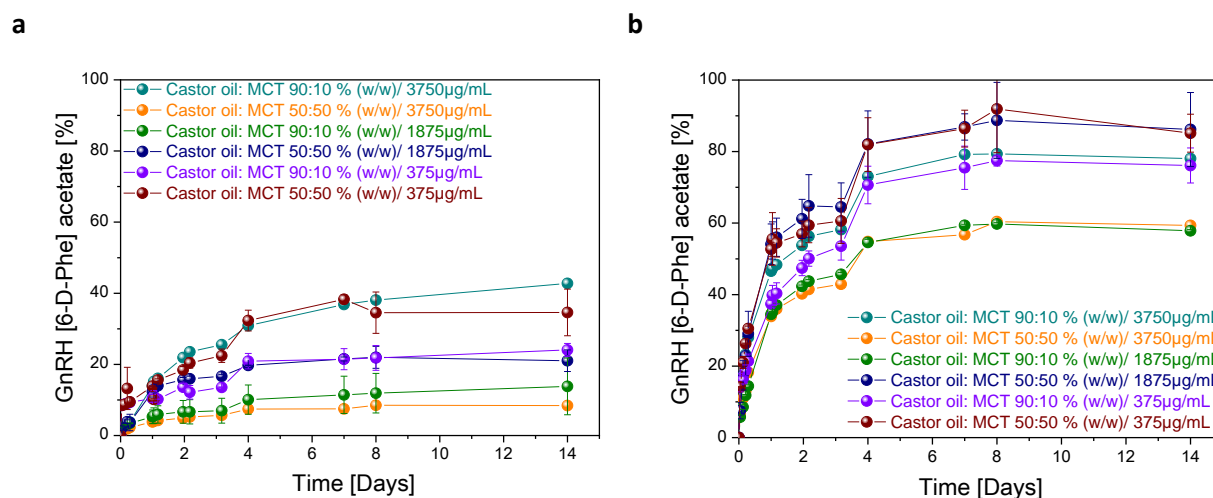 a
100
80
60
40
20
0
GnRH [6-D-Phe] acetate [%]
Castor oil: MCT 90:10 % (w/w)/ 3750µg/mL
Castor oil: MCT 50:50 % (w/w)/ 3750µg/mL
Castor oil: MCT 90:10 % (w/w)/ 1875µg/mL
Castor oil: MCT 50:50 % (w/w)/ 1875µg/mL
Castor oil: MCT 90:10 % (w/w)/ 375µg/mL
Castor oil: MCT 50:50 % (w/w)/ 375µg/mL
0 2 4 6 8 10 12 14
Time [Days]
b
100
80
60
40
20
0
GnRH [6-D-Phe] acetate [%]
Castor oil: MCT 90:10 % (w/w)/ 3750µg/ml
Castor oil: MCT 50:50 % (w/w)/ 3750µg/ml
Castor oil: MCT 90:10 % (w/w)/ 1875µg/ml
Castor oil: MCT 50:50 % (w/w)/ 1875µg/ml
Castor oil: MCT 90:10 % (w/w)/ 375µg/mL
Castor oil: MCT 50:50 % (w/w)/ 375µg/mL
0 2 4 6 8 10 12 14
Time [Days]